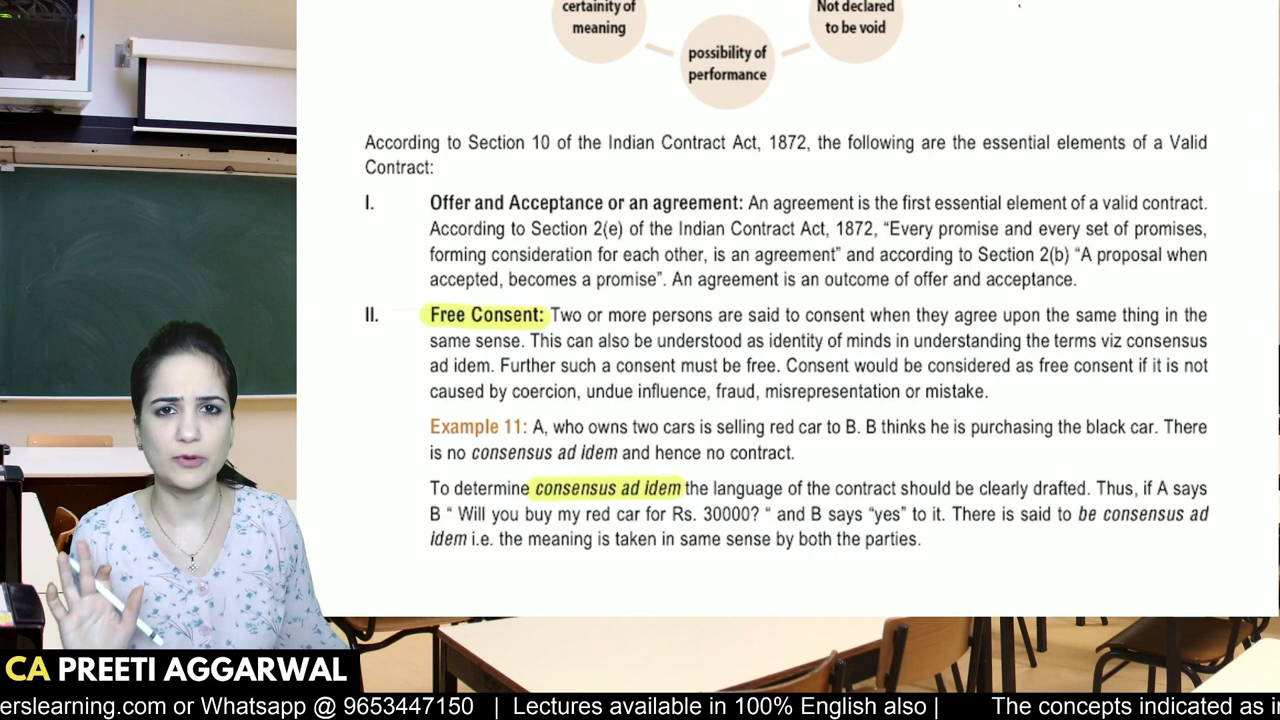 certainity of
meaning
Not declared
to be void
possibility of
performance
According to Section 10 of the Indian Contract Act, 1872, the following are the essential elements of a Valid
Contract:
I. Offer and Acceptance or an agreement: An agreement is the first essential element of a valid contract.
According to Section 2(e) of the Indian Contract Act, 1872, “Every promise and every set of promises,
forming consideration for each other, is an agreement” and according to Section 2(b) “A proposal when
accepted, becomes a promise”. An agreement is an outcome of offer and acceptance.
II. Free Consent: Two or more persons are said to consent when they agree upon the same thing in the
same sense. This can also be understood as identity of minds in understanding the terms viz consensus
ad idem. Further such a consent must be free. Consent would be considered as free consent if it is not
caused by coercion, undue influence, fraud, misrepresentation or mistake.
Example 11: A, who owns two cars is selling red car to B. B thinks he is purchasing the black car. There
is no consensus ad idem and hence no contract.
To determine consensus ad idem the language of the contract should be clearly drafted. Thus, if A says
B “ Will you buy my red car for Rs. 30000? “ and B says “yes” to it. There is said to be consensus ad
idem i.e. the meaning is taken in same sense by both the parties.
CA PREETI AGGARWAL
erslearning.com or Whatsapp @ 9653447150 | Lectures available in 100% English also | The concepts indicated as